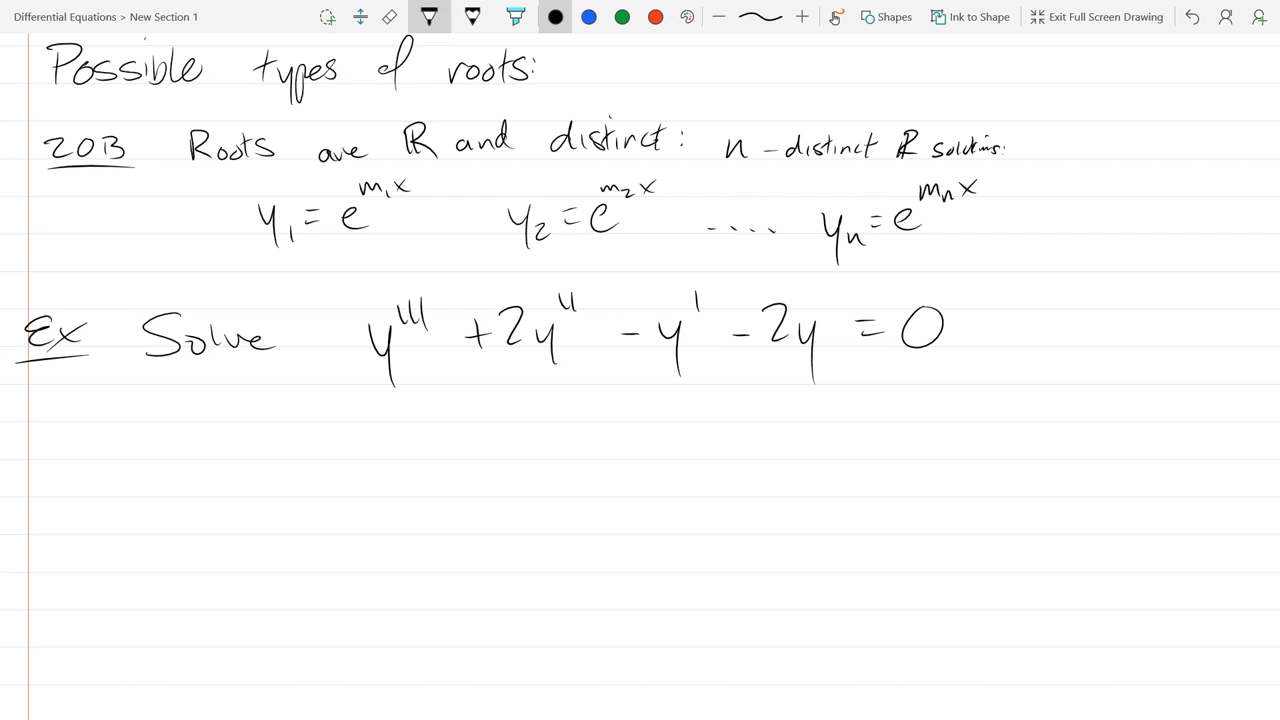 Differential Equations > New Section 1
Shapes
Ink to Shape
Exit Full Screen Drawing
Possible types of roots:
20B Roots are ℝ and distinct: n - distinct ℝ solutions:
y₁ = e^{m₁x} y₂ = e^{m₂x} ..... yₙ = e^{mₙx}
Ex Solve y''' + 2y'' - y' - 2y = 0